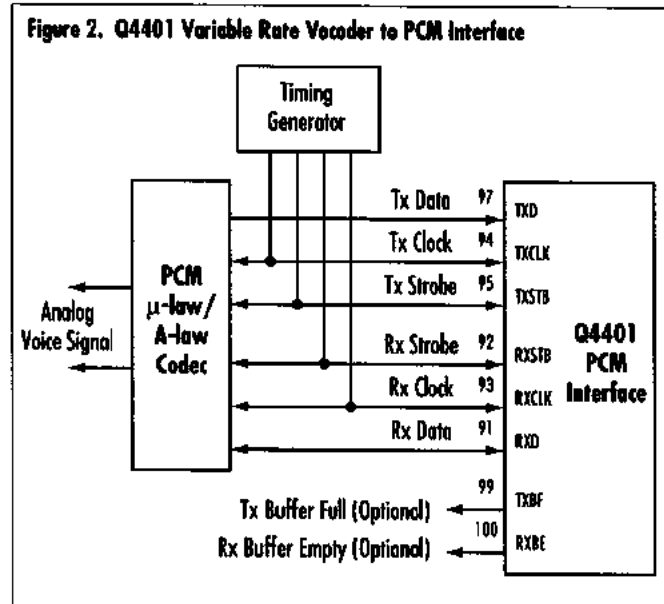 Figure 2. Q4401 Variable Rate Vocoder to PCM Interface
Timing
Generator
PCM
μ-law/
A-law
Codec
Analog
Voice Signal
Tx Data 97 TXD
Tx Clock 94 TXCLK
Tx Strobe 95 TXSTB
Rx Strobe 92 RXSTB
Rx Clock 93 RXCLK
Rx Data 91 RXD
Q4401
PCM
Interface
Tx Buffer Full (Optional) 99 TXBF
Rx Buffer Empty (Optional) 100 RXBE